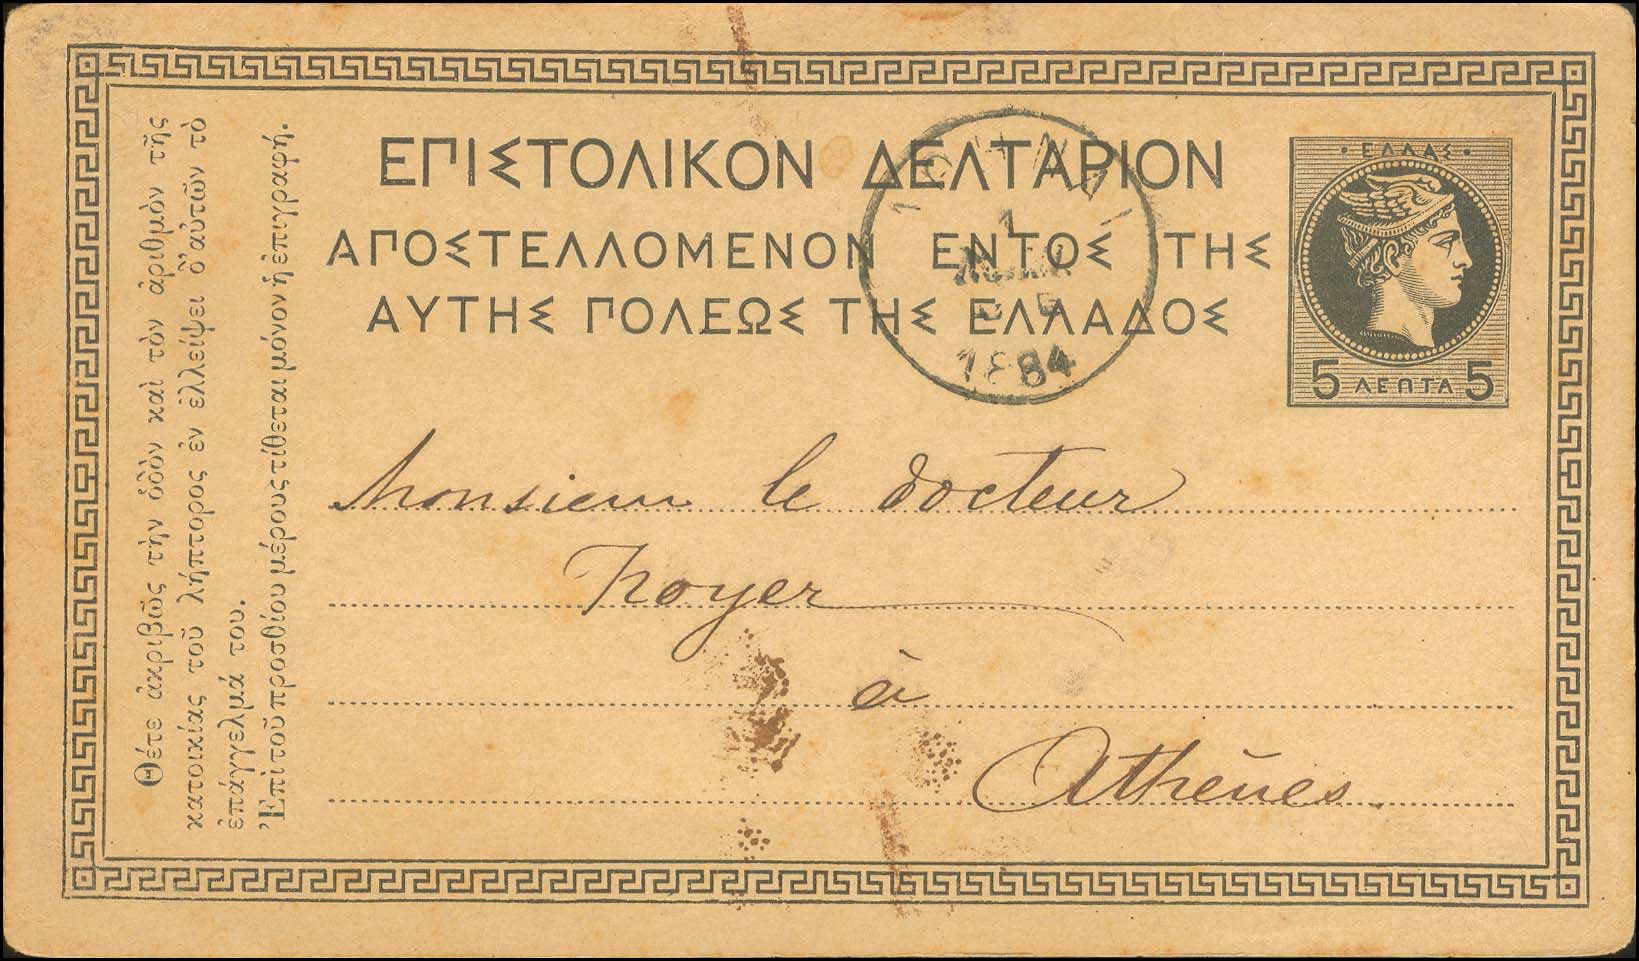 ΕΠΙΣΤΟΛΙΚΟΝ ΔΕΛΤΑΡΙΟΝ
ΑΠΟΣΤΕΛΛΟΜΕΝΟΝ ΕΝΤΟΣ ΤΗΣ
ΑΥΤΗΣ ΠΟΛΕΩΣ ΤΗΣ ΕΛΛΑΔΟΣ
· ΕΛΛΑΣ ·
5 ΛΕΠΤΑ 5
1
1884
Θέτε ἀκριβῶς τὴν ὁδὸν καὶ τὸν ἀριθμὸν τῆς
κατοικίας τοῦ λήπτορος ἐν ἐλλείψει δ᾽ αὐτῶν τὸ
ἐπάγγελμά του.
Ἐπὶ τοῦ προσθίου μέρους τίθεται μόνον ἡ ἐπιγραφή.
Monsieur le docteur
à
Athènes.